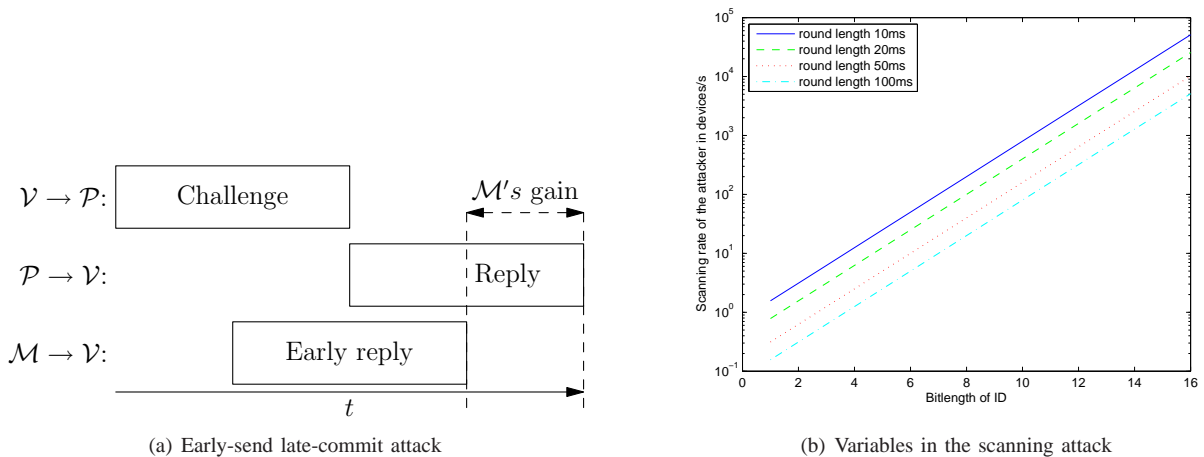 𝒱 → 𝒫:
Challenge
ℳ's gain
𝒫 → 𝒱:
Reply
ℳ → 𝒱:
Early reply
t
(a) Early-send late-commit attack
round length 10ms
round length 20ms
round length 50ms
round length 100ms
Scanning rate of the attacker in devices/s
10^5
10^4
10^3
10^2
10^1
10^0
10^-1
0 2 4 6 8 10 12 14 16
Bitlength of ID
(b) Variables in the scanning attack